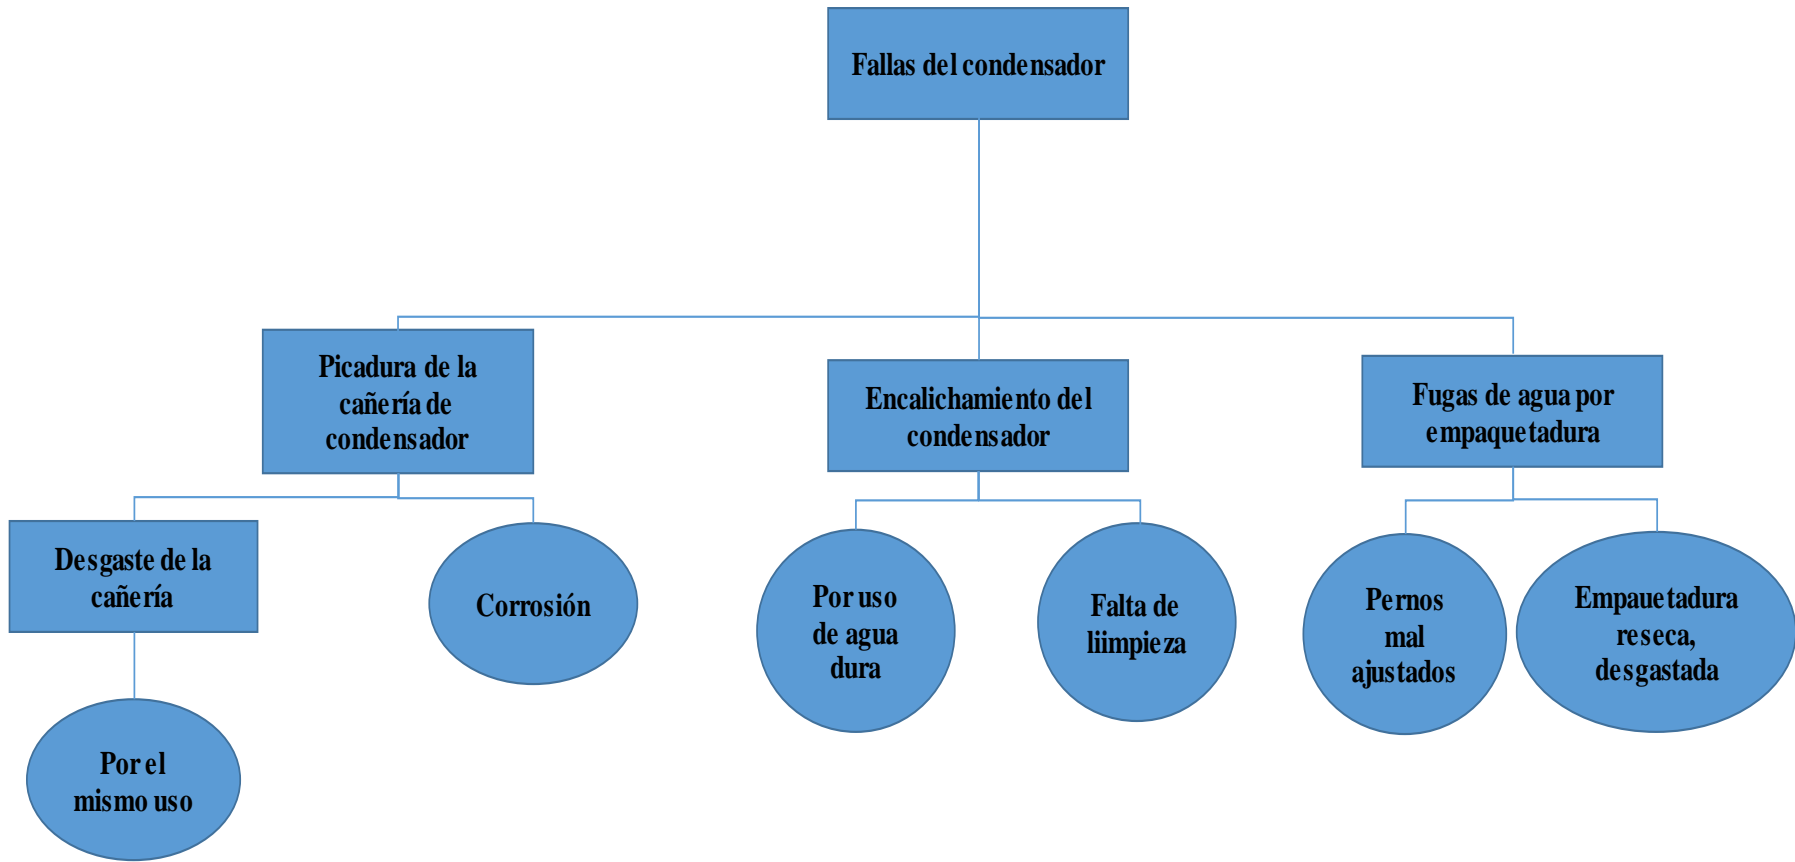 Fallas del condensador
Picadura de la
cañería de
condensador
Encalichamiento del
condensador
Fugas de agua por
empaquetadura
Desgaste de la
cañería
Corrosión
Por uso
de agua
dura
Falta de
liimpieza
Pernos
mal
ajustados
Empauetadura
reseca,
desgastada
Por el
mismo uso